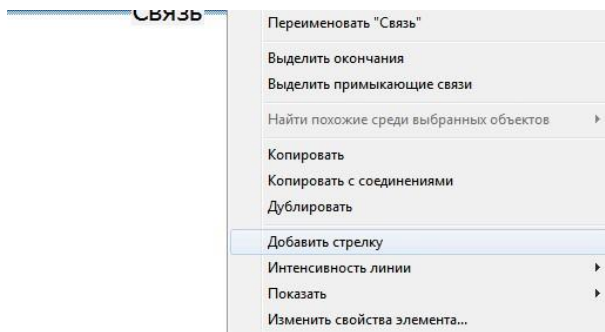 Связь
Переименовать "Связь"
Выделить окончания
Выделить примыкающие связи
Найти похожие среди выбранных объектов
Копировать
Копировать с соединениями
Дублировать
Добавить стрелку
Интенсивность линии
Показать
Изменить свойства элемента...